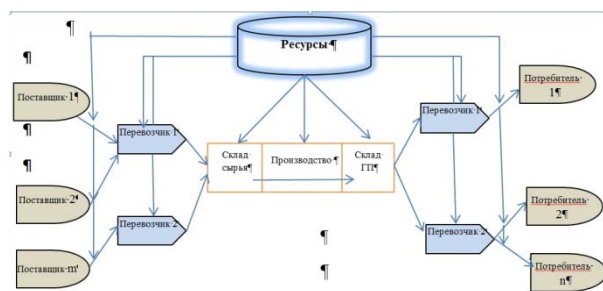 Ресурсы
Поставщик 1
Перевозчик 1
Перевозчик 1
Потребитель
1
Склад
сырья
Производство
Склад
ГП
Поставщик 2
Перевозчик 2
Перевозчик 2
Потребитель
2
Поставщик m
Потребитель
n